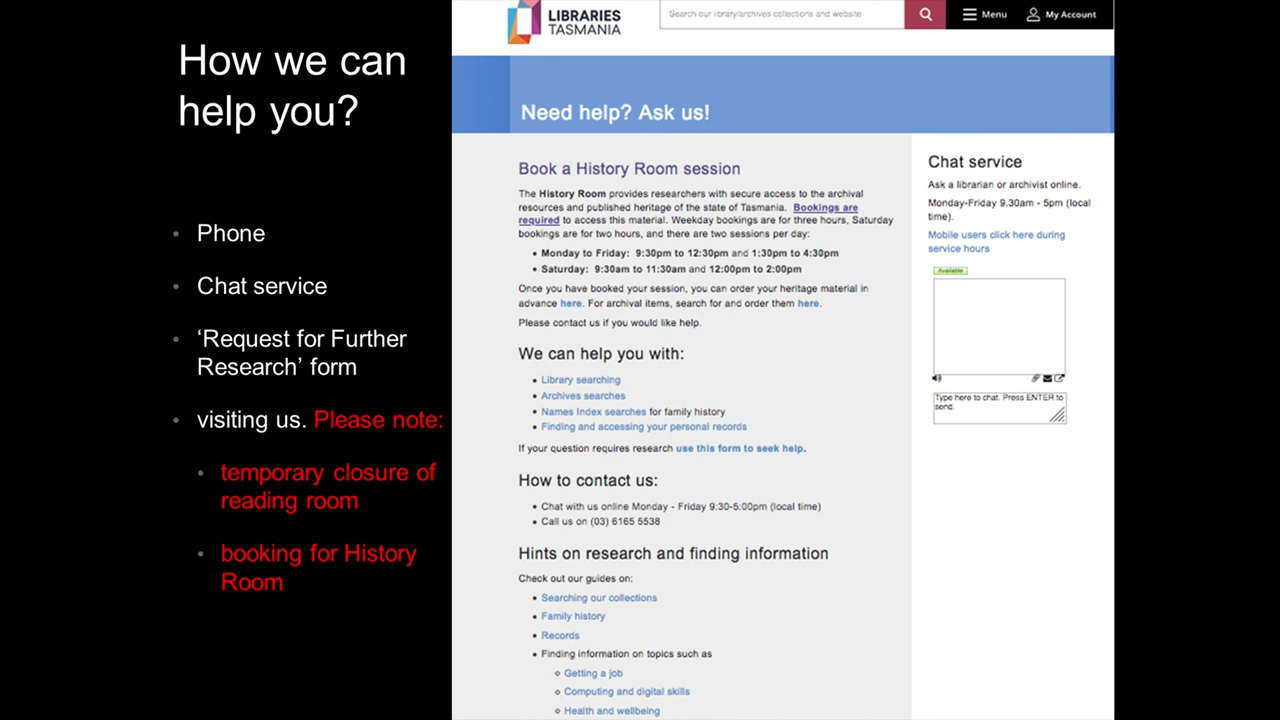 How we can
help you?
• Phone
• Chat service
• ‘Request for Further
Research’ form
• visiting us. Please note:
• temporary closure of
reading room
• booking for History
Room
LIBRARIES
TASMANIA
Search our library/archives collections and website
Menu
My Account
Need help? Ask us!
Book a History Room session
The History Room provides researchers with secure access to the archival
resources and published heritage of the state of Tasmania. Bookings are
required to access this material. Weekday bookings are for three hours, Saturday
bookings are for two hours, and there are two sessions per day:
• Monday to Friday: 9:30pm to 12:30pm and 1:30pm to 4:30pm
• Saturday: 9:30am to 11:30am and 12:00pm to 2:00pm
Once you have booked your session, you can order your heritage material in
advance here. For archival items, search for and order them here.
Please contact us if you would like help.
We can help you with:
• Library searching
• Archives searches
• Names Index searches for family history
• Finding and accessing your personal records
If your question requires research use this form to seek help.
How to contact us:
• Chat with us online Monday - Friday 9:30-5:00pm (local time)
• Call us on (03) 6165 5538
Hints on research and finding information
Check out our guides on:
• Searching our collections
• Family history
• Records
• Finding information on topics such as
Getting a job
Computing and digital skills
Health and wellbeing
Chat service
Ask a librarian or archivist online.
Monday-Friday 9.30am - 5pm (local
time).
Mobile users click here during
service hours
Available
Type here to chat. Press ENTER to
send.